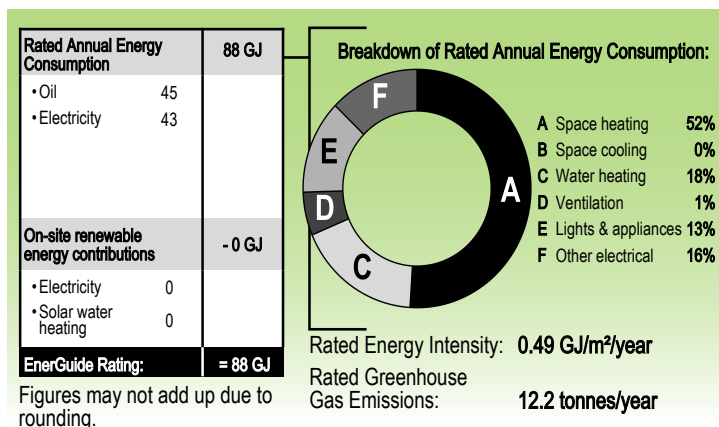 Rated Annual Energy
Consumption
88 GJ
• Oil 45
• Electricity 43
On-site renewable
energy contributions
- 0 GJ
• Electricity 0
• Solar water
heating 0
EnerGuide Rating: = 88 GJ
Figures may not add up due to
rounding.
Breakdown of Rated Annual Energy Consumption:
F
E
D
C
A
A Space heating 52%
B Space cooling 0%
C Water heating 18%
D Ventilation 1%
E Lights & appliances 13%
F Other electrical 16%
Rated Energy Intensity: 0.49 GJ/m²/year
Rated Greenhouse
Gas Emissions: 12.2 tonnes/year